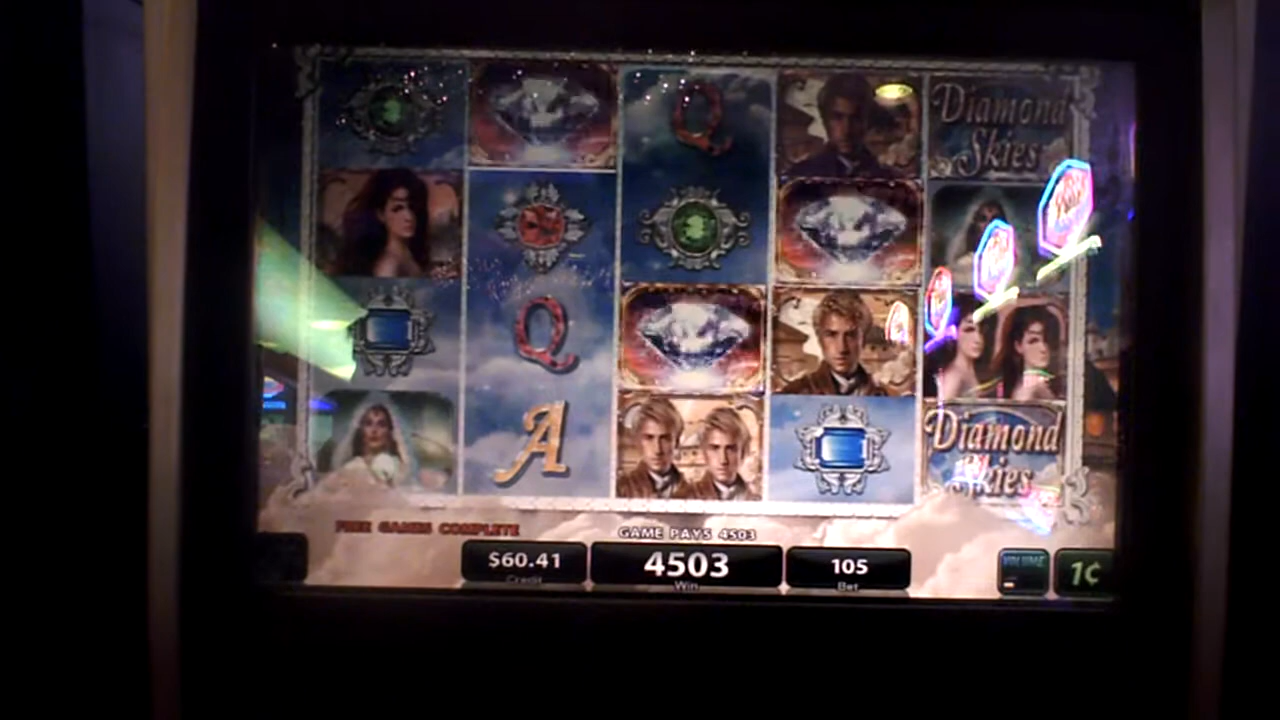 Q
Diamond
Skies
Q
A
Diamond
Skies
FREE GAMES COMPLETE
GAME PAYS 4503
$60.41
4503
105
VOLUME
1¢
Credit
Win
Bet